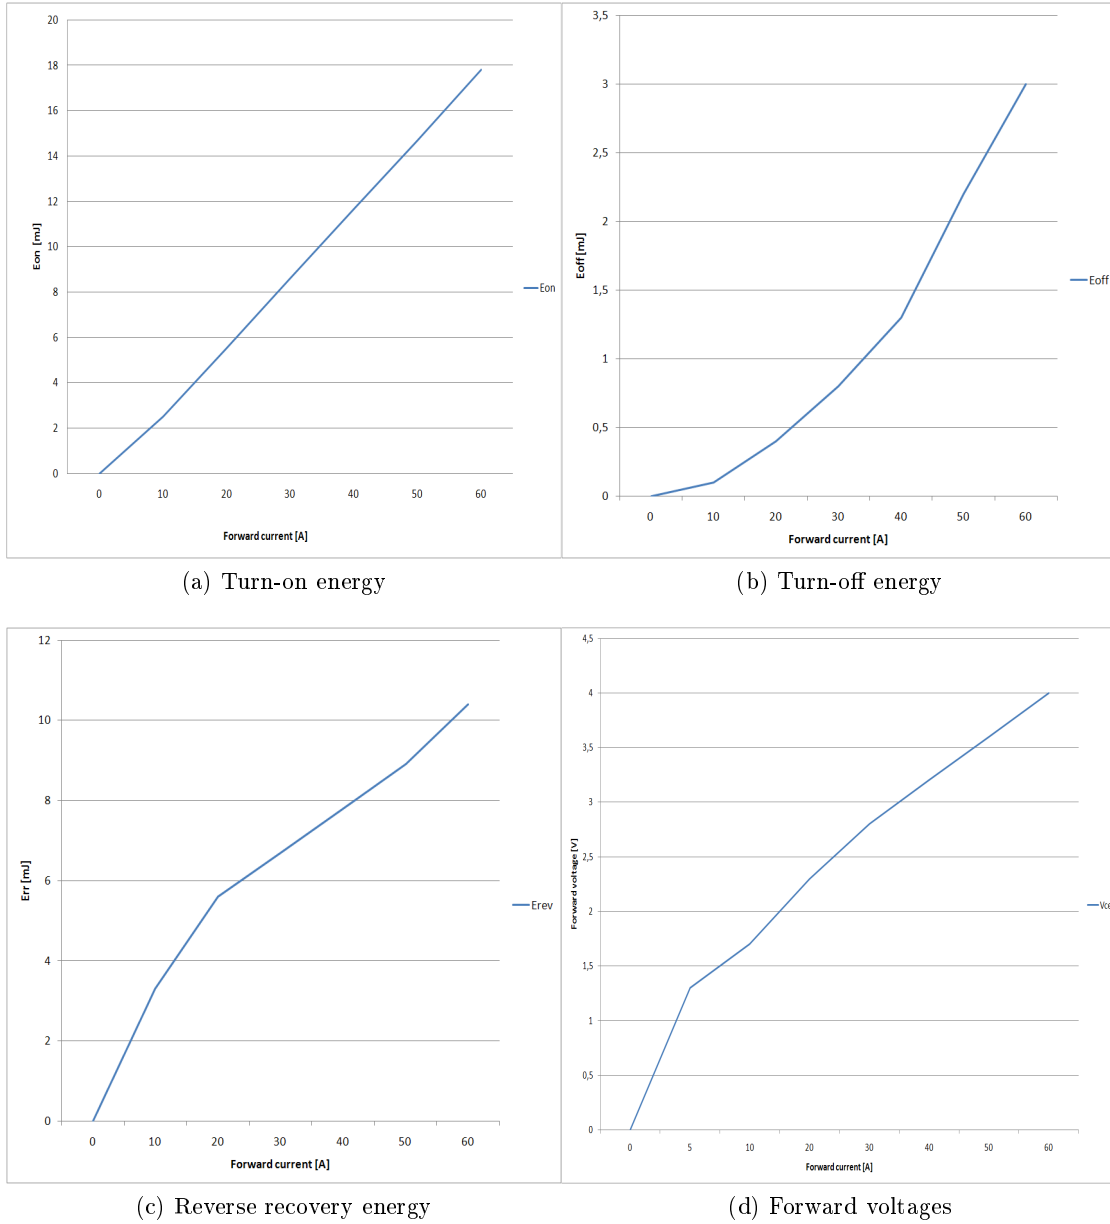 20
18
16
14
12
10
8
6
4
2
0
Eon [mJ]
0 10 20 30 40 50 60
Forward current [A]
Eon
3,5
3
2,5
2
1,5
1
0,5
0
Eoff [mJ]
0 10 20 30 40 50 60
Forward current [A]
Eoff
(a) Turn-on energy
(b) Turn-off energy
12
10
8
6
4
2
0
Err [mJ]
0 10 20 30 40 50 60
Forward current [A]
Erev
4,5
4
3,5
3
2,5
2
1,5
1
0,5
0
Forward voltage [V]
0 5 10 20 30 40 50 60
Forward current [A]
Vce
(c) Reverse recovery energy
(d) Forward voltages